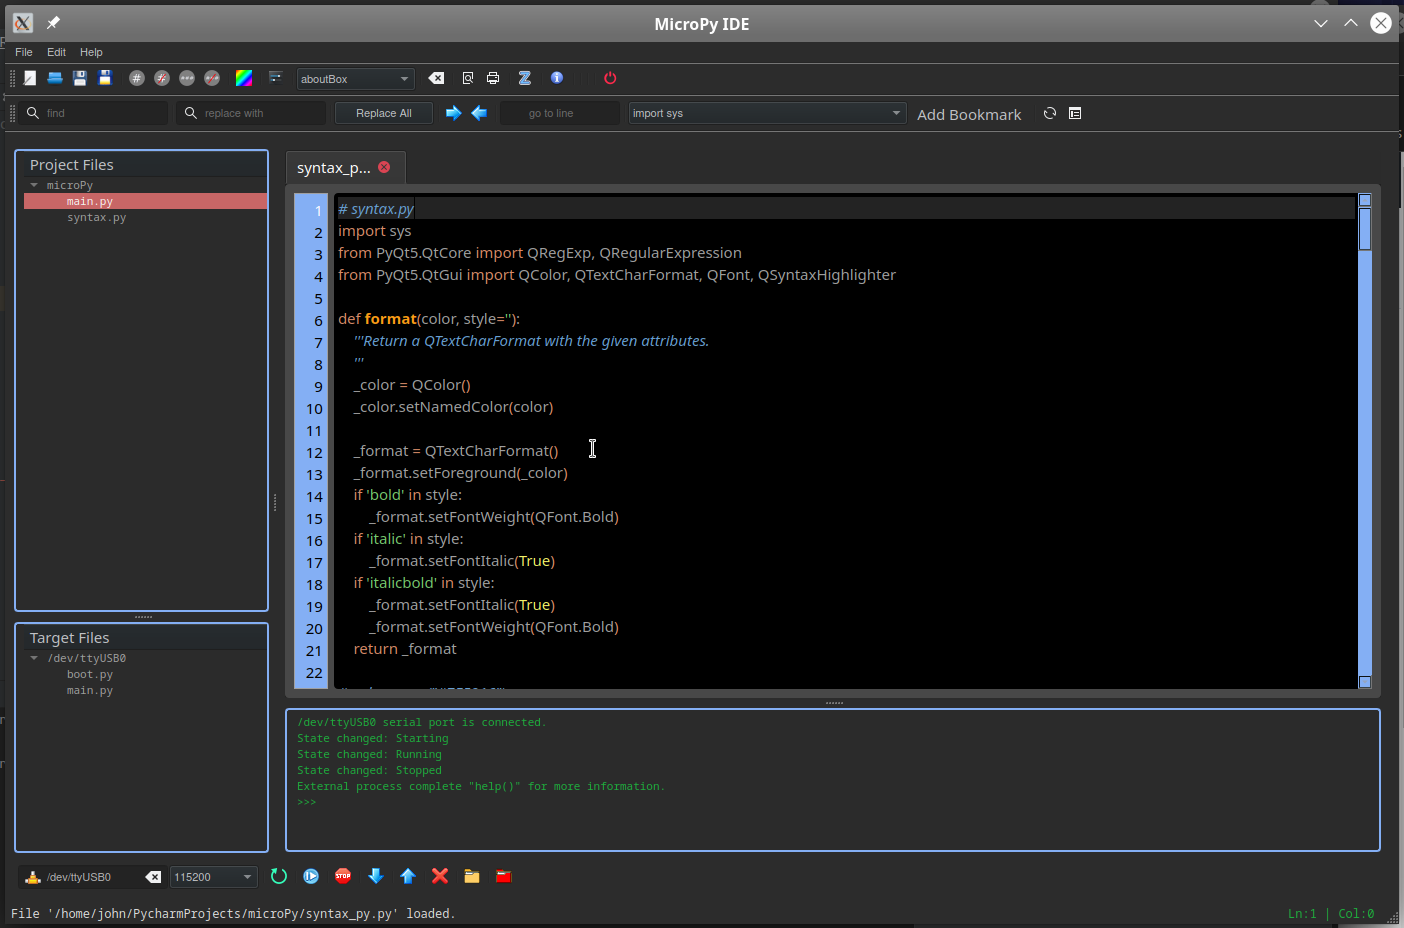 MicroPy IDE
File Edit Help
aboutBox
find replace with Replace All go to line import sys Add Bookmark
Project Files
microPy
main.py
syntax.py
Target Files
/dev/ttyUSB0
boot.py
main.py
syntax_p...
1 # syntax.py
2 import sys
3 from PyQt5.QtCore import QRegExp, QRegularExpression
4 from PyQt5.QtGui import QColor, QTextCharFormat, QFont, QSyntaxHighlighter
5
6 def format(color, style=''):
7 '''Return a QTextCharFormat with the given attributes.
8 '''
9 _color = QColor()
10 _color.setNamedColor(color)
11
12 _format = QTextCharFormat()
13 _format.setForeground(_color)
14 if 'bold' in style:
15 _format.setFontWeight(QFont.Bold)
16 if 'italic' in style:
17 _format.setFontItalic(True)
18 if 'italicbold' in style:
19 _format.setFontItalic(True)
20 _format.setFontWeight(QFont.Bold)
21 return _format
22
/dev/ttyUSB0 serial port is connected.
State changed: Starting
State changed: Running
State changed: Stopped
External process complete "help()" for more information.
>>>
/dev/ttyUSB0 115200 STOP
File '/home/john/PycharmProjects/microPy/syntax_py.py' loaded. Ln:1 | Col:0